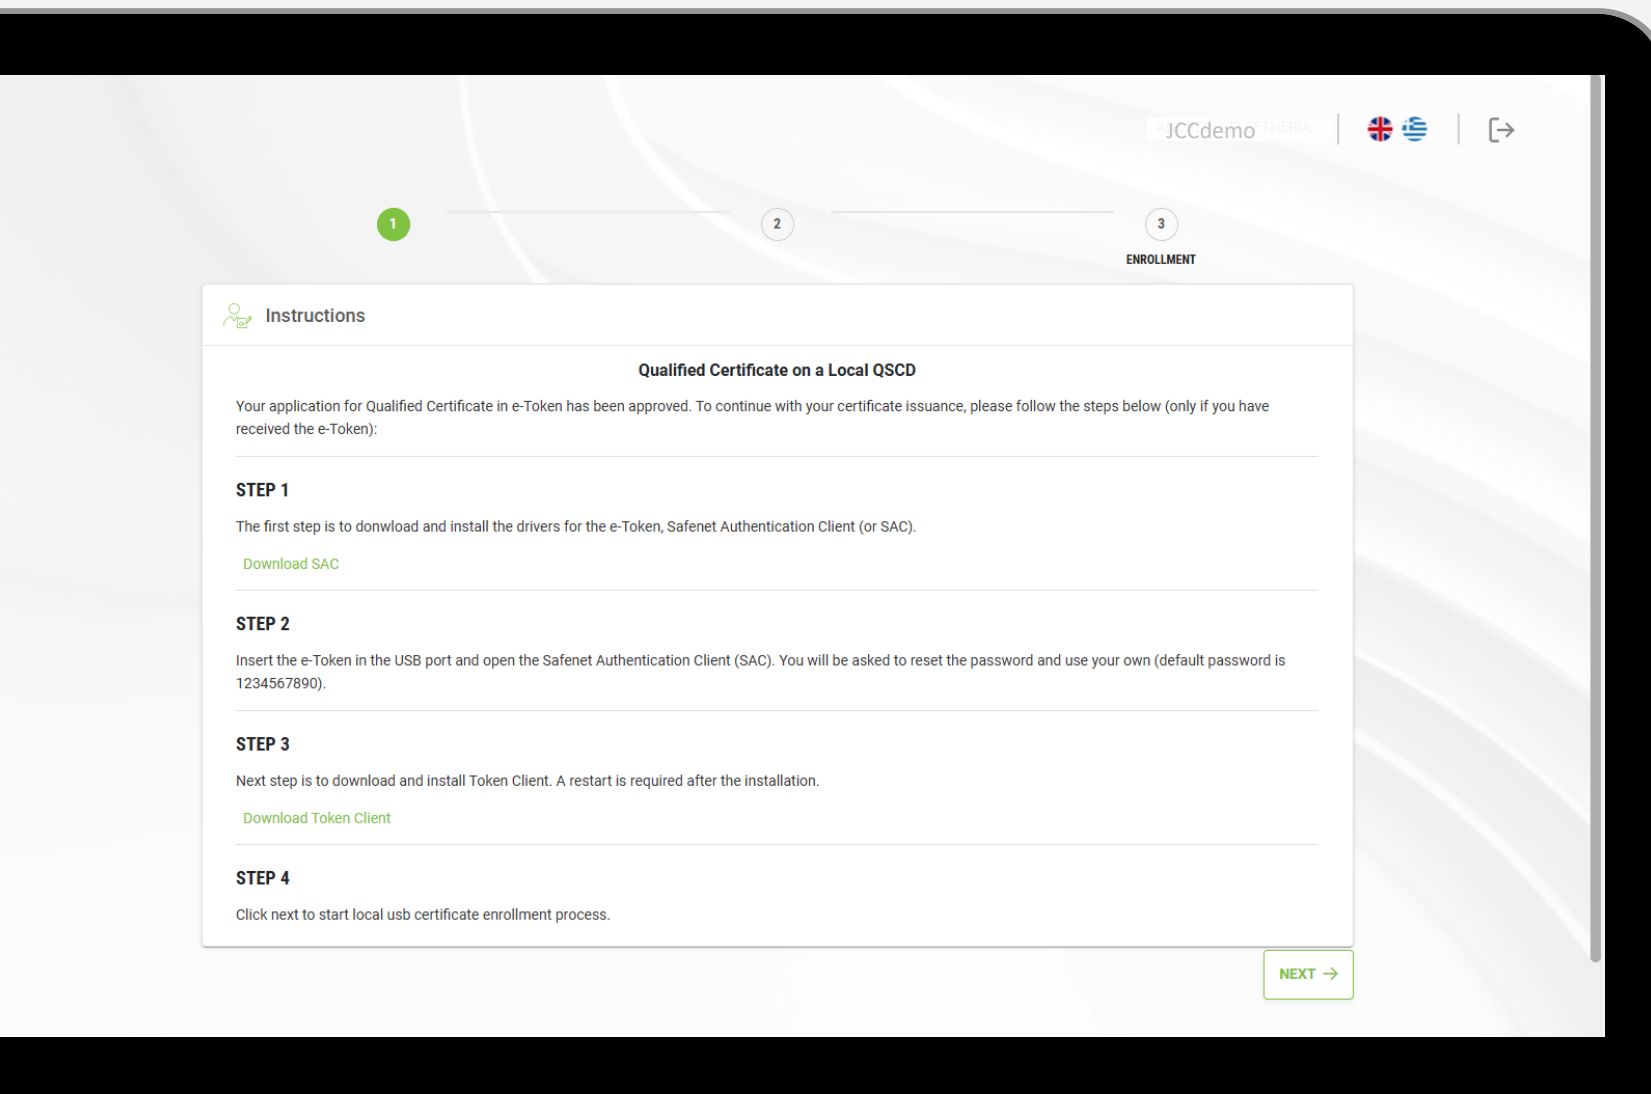 JCCdemo
1
2
3
ENROLLMENT
Instructions
Qualified Certificate on a Local QSCD
Your application for Qualified Certificate in e-Token has been approved. To continue with your certificate issuance, please follow the steps below (only if you have
received the e-Token):
STEP 1
The first step is to donwload and install the drivers for the e-Token, Safenet Authentication Client (or SAC).
Download SAC
STEP 2
Insert the e-Token in the USB port and open the Safenet Authentication Client (SAC). You will be asked to reset the password and use your own (default password is
1234567890).
STEP 3
Next step is to download and install Token Client. A restart is required after the installation.
Download Token Client
STEP 4
Click next to start local usb certificate enrollment process.
NEXT